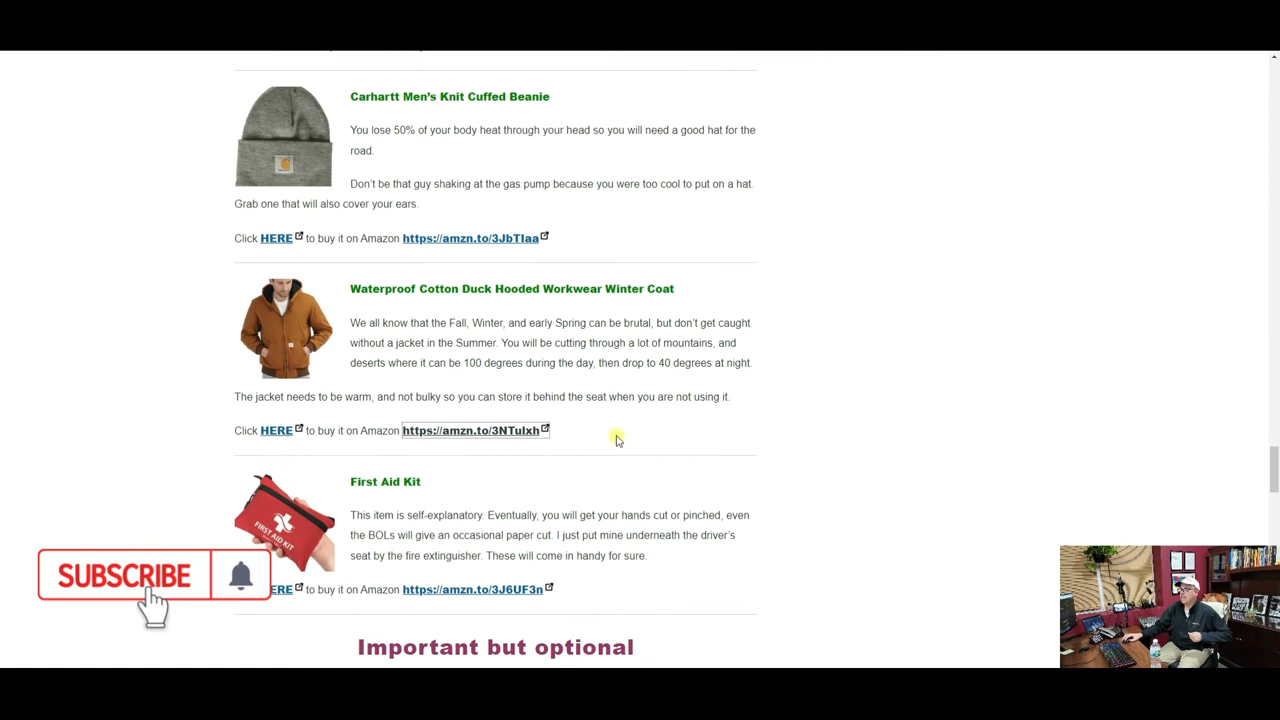 Carhartt Men’s Knit Cuffed Beanie
You lose 50% of your body heat through your head so you will need a good hat for the
road.
Don’t be that guy shaking at the gas pump because you were too cool to put on a hat.
Grab one that will also cover your ears.
Click HERE to buy it on Amazon https://amzn.to/3JbTIaa
Waterproof Cotton Duck Hooded Workwear Winter Coat
We all know that the Fall, Winter, and early Spring can be brutal, but don’t get caught
without a jacket in the Summer. You will be cutting through a lot of mountains, and
deserts where it can be 100 degrees during the day, then drop to 40 degrees at night.
The jacket needs to be warm, and not bulky so you can store it behind the seat when you are not using it.
Click HERE to buy it on Amazon https://amzn.to/3NTuIxh
First Aid Kit
FIRST AID KIT
This item is self-explanatory. Eventually, you will get your hands cut or pinched, even
the BOLs will give an occasional paper cut. I just put mine underneath the driver’s
seat by the fire extinguisher. These will come in handy for sure.
SUBSCRIBE
ERE to buy it on Amazon https://amzn.to/3J6UF3n
Important but optional